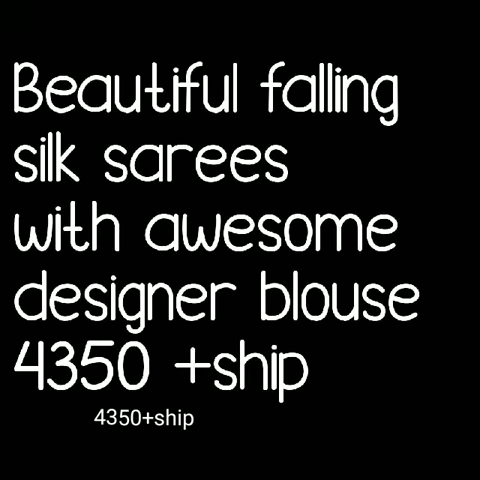 Beautiful falling
silk sarees
with awesome
designer blouse
4350 +ship
4350+ship